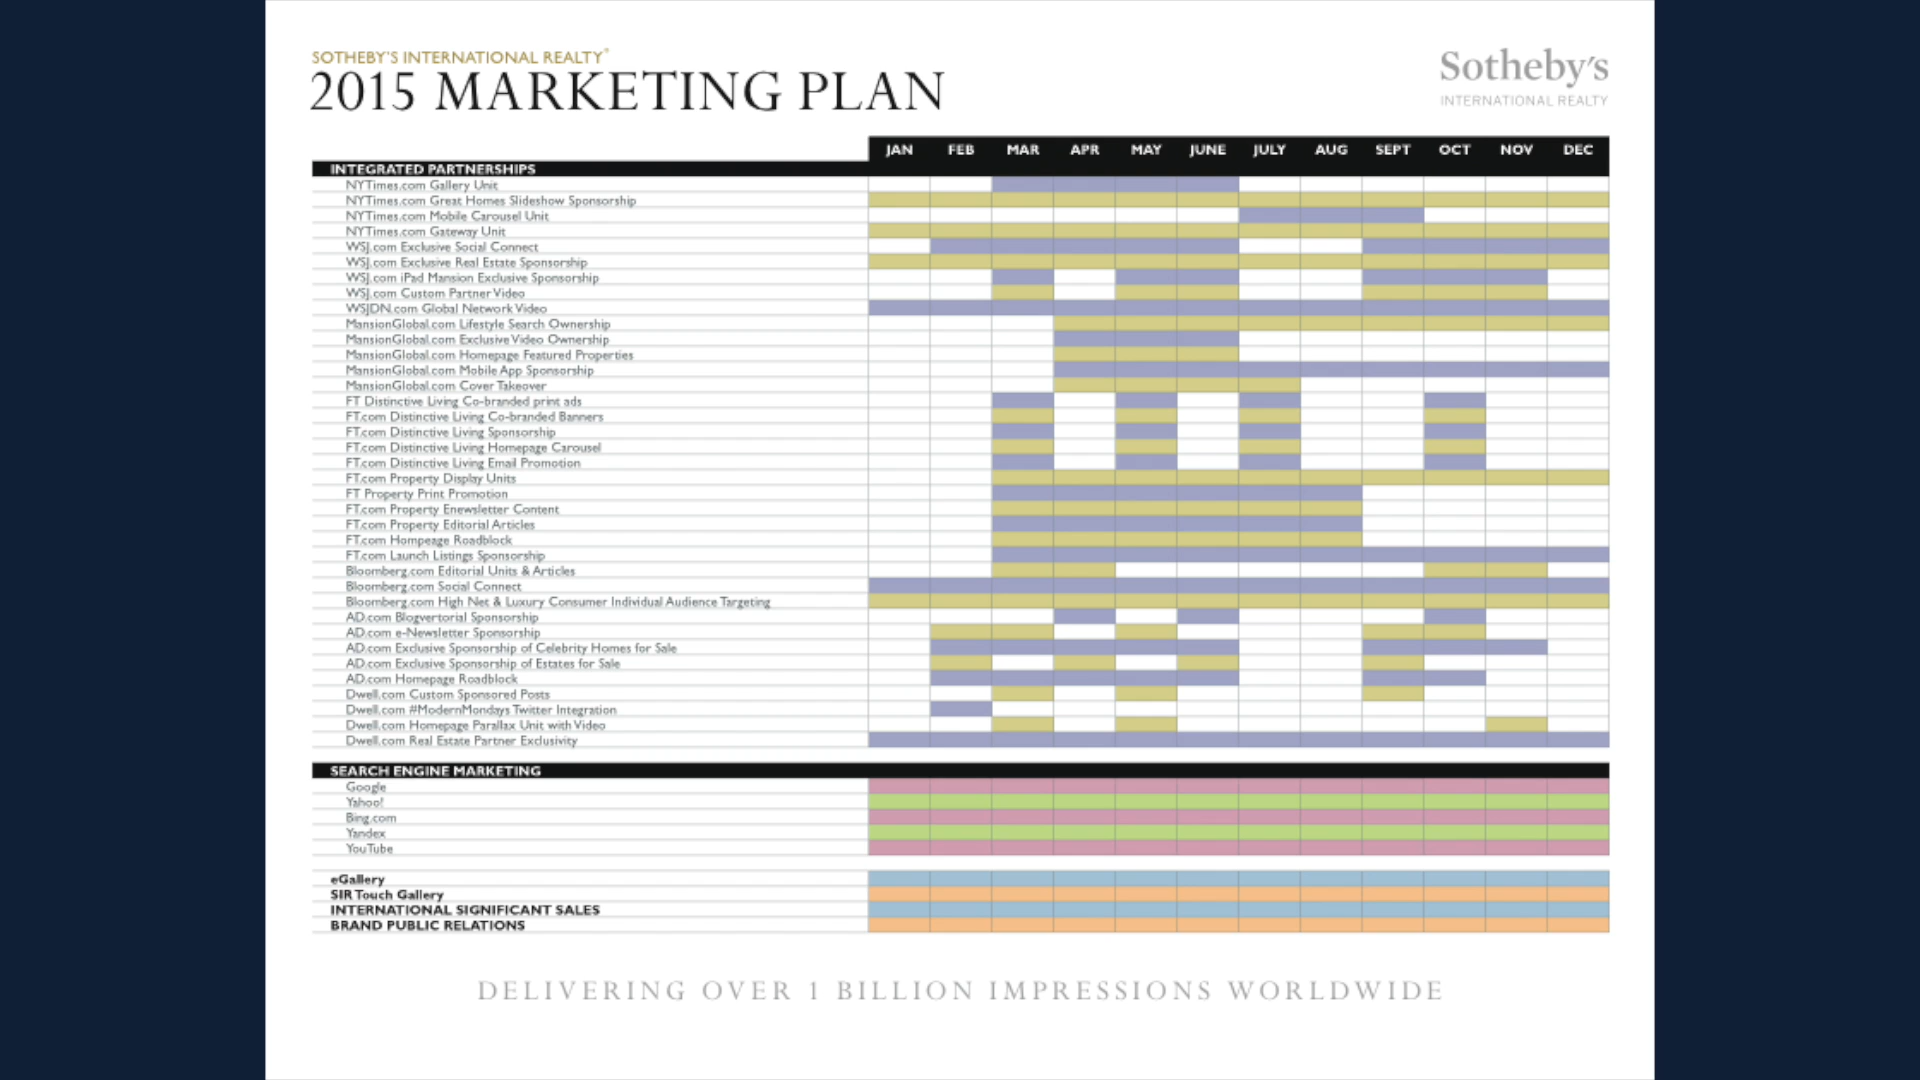 SOTHEBY'S INTERNATIONAL REALTY®
2015 MARKETING PLAN
Sotheby's
INTERNATIONAL REALTY
JAN FEB MAR APR MAY JUNE JULY AUG SEPT OCT NOV DEC
INTEGRATED PARTNERSHIPS
NYTimes.com Gallery Unit
NYTimes.com Great Homes Slideshow Sponsorship
NYTimes.com Mobile Carousel Unit
NYTimes.com Gateway Unit
WSJ.com Exclusive Social Connect
WSJ.com Exclusive Real Estate Sponsorship
WSJ.com iPad Mansion Exclusive Sponsorship
WSJ.com Custom Partner Video
WSJDN.com Global Network Video
MansionGlobal.com Lifestyle Search Ownership
MansionGlobal.com Exclusive Video Ownership
MansionGlobal.com Homepage Featured Properties
MansionGlobal.com Mobile App Sponsorship
MansionGlobal.com Cover Takeover
FT Distinctive Living Co-branded print ads
FT.com Distinctive Living Co-branded Banners
FT.com Distinctive Living Sponsorship
FT.com Distinctive Living Homepage Carousel
FT.com Distinctive Living Email Promotion
FT.com Property Display Units
FT Property Print Promotion
FT.com Property Enewsletter Content
FT.com Property Editorial Articles
FT.com Hompeage Roadblock
FT.com Launch Listings Sponsorship
Bloomberg.com Editorial Units & Articles
Bloomberg.com Social Connect
Bloomberg.com High Net & Luxury Consumer Individual Audience Targeting
AD.com Blogvertorial Sponsorship
AD.com e-Newsletter Sponsorship
AD.com Exclusive Sponsorship of Celebrity Homes for Sale
AD.com Exclusive Sponsorship of Estates for Sale
AD.com Homepage Roadblock
Dwell.com Custom Sponsored Posts
Dwell.com #ModernMondays Twitter Integration
Dwell.com Homepage Parallax Unit with Video
Dwell.com Real Estate Partner Exclusivity
SEARCH ENGINE MARKETING
Google
Yahoo!
Bing.com
Yandex
YouTube
eGallery
SIR Touch Gallery
INTERNATIONAL SIGNIFICANT SALES
BRAND PUBLIC RELATIONS
DELIVERING OVER 1 BILLION IMPRESSIONS WORLDWIDE